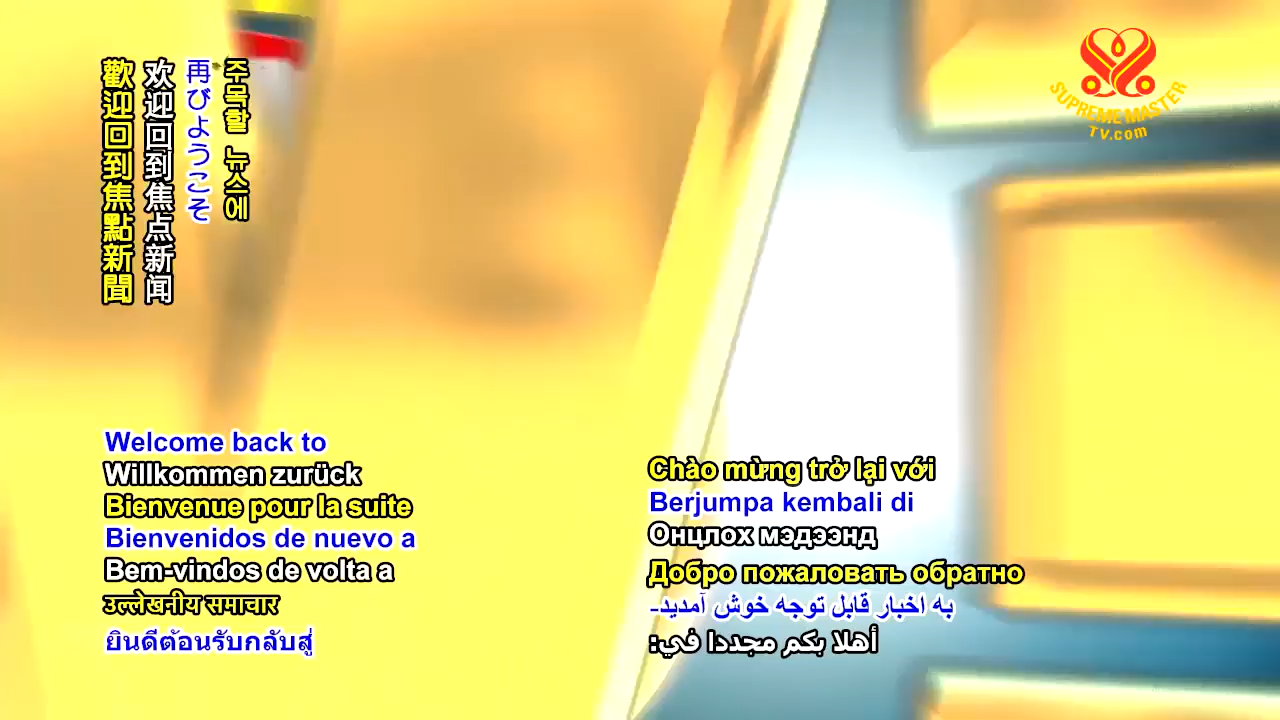 歡迎回到焦點新聞
欢迎回到焦点新闻
再びようこそ
주목할 뉴스에
SUPREME MASTER
TV.com
Welcome back to
Willkommen zurück
Bienvenue pour la suite
Bienvenidos de nuevo a
Bem-vindos de volta a
उल्लेखनीय समाचार
ยินดีต้อนรับกลับสู่
Chào mừng trở lại với
Berjumpa kembali di
Онцлох мэдээнд
Добро пожаловать обратно
به اخبار قابل توجه خوش آمدید-
أهلا بكم مجددا في: